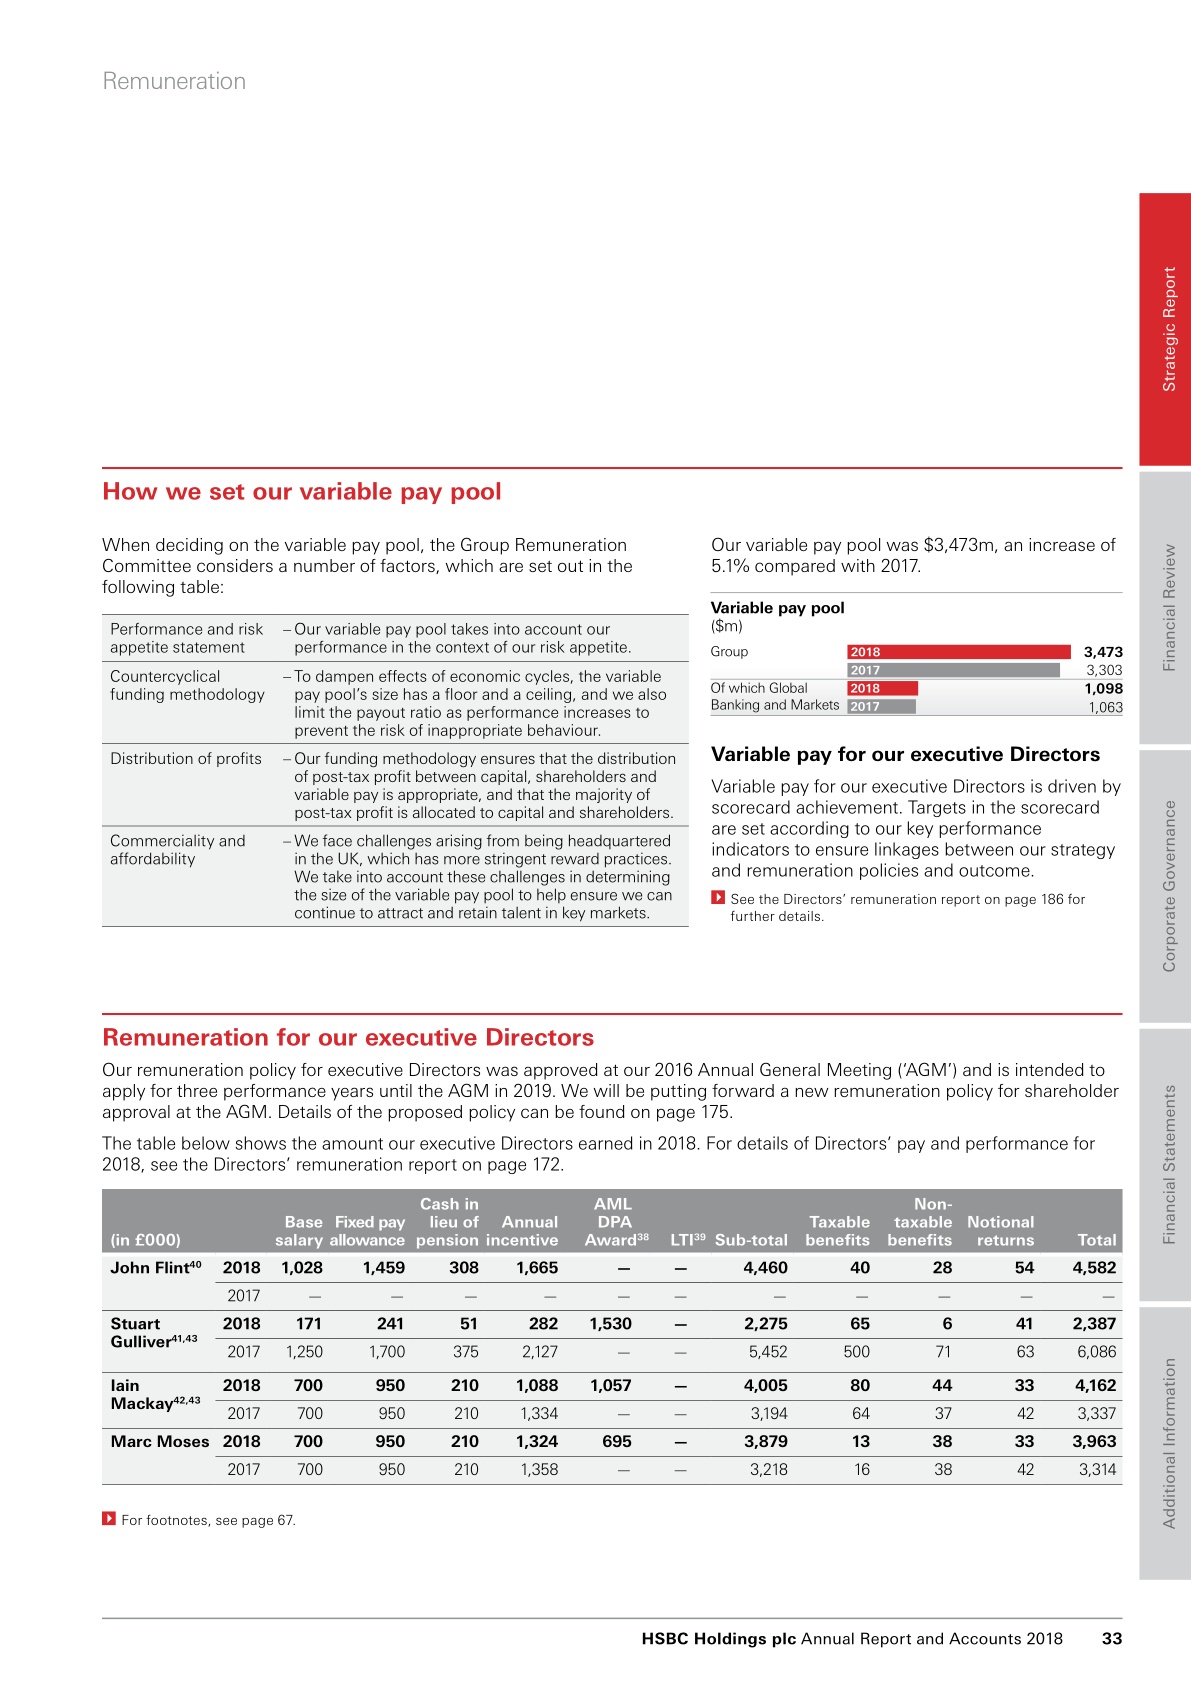 Remuneration
How we set our variable pay pool
When deciding on the variable pay pool, the Group Remuneration
Committee considers a number of factors, which are set out in the
following table:
Performance and risk – Our variable pay pool takes into account our
appetite statement performance in the context of our risk appetite.
Countercyclical – To dampen effects of economic cycles, the variable
funding methodology pay pool’s size has a floor and a ceiling, and we also
limit the payout ratio as performance increases to
prevent the risk of inappropriate behaviour.
Distribution of profits – Our funding methodology ensures that the distribution
of post-tax profit between capital, shareholders and
variable pay is appropriate, and that the majority of
post-tax profit is allocated to capital and shareholders.
Commerciality and – We face challenges arising from being headquartered
affordability in the UK, which has more stringent reward practices.
We take into account these challenges in determining
the size of the variable pay pool to help ensure we can
continue to attract and retain talent in key markets.
Our variable pay pool was $3,473m, an increase of
5.1% compared with 2017.
Variable pay pool
($m)
Group 2018 3,473
2017 3,303
Of which Global 2018 1,098
Banking and Markets 2017 1,063
Variable pay for our executive Directors
Variable pay for our executive Directors is driven by
scorecard achievement. Targets in the scorecard
are set according to our key performance
indicators to ensure linkages between our strategy
and remuneration policies and outcome.
See the Directors’ remuneration report on page 186 for
further details.
Remuneration for our executive Directors
Our remuneration policy for executive Directors was approved at our 2016 Annual General Meeting (‘AGM’) and is intended to
apply for three performance years until the AGM in 2019. We will be putting forward a new remuneration policy for shareholder
approval at the AGM. Details of the proposed policy can be found on page 175.
The table below shows the amount our executive Directors earned in 2018. For details of Directors’ pay and performance for
2018, see the Directors’ remuneration report on page 172.
Cash in AML Non-
Base Fixed pay lieu of Annual DPA Taxable taxable Notional
(in £000) salary allowance pension incentive Award38 LTI39 Sub-total benefits benefits returns Total
John Flint40 2018 1,028 1,459 308 1,665 — — 4,460 40 28 54 4,582
2017 — — — — — — — — — — —
Stuart 2018 171 241 51 282 1,530 — 2,275 65 6 41 2,387
Gulliver41,43
2017 1,250 1,700 375 2,127 — — 5,452 500 71 63 6,086
Iain 2018 700 950 210 1,088 1,057 — 4,005 80 44 33 4,162
Mackay42,43
2017 700 950 210 1,334 — — 3,194 64 37 42 3,337
Marc Moses 2018 700 950 210 1,324 695 — 3,879 13 38 33 3,963
2017 700 950 210 1,358 — — 3,218 16 38 42 3,314
For footnotes, see page 67.
HSBC Holdings plc Annual Report and Accounts 2018 33
Strategic Report
Financial Review
Corporate Governance
Financial Statements
Additional Information